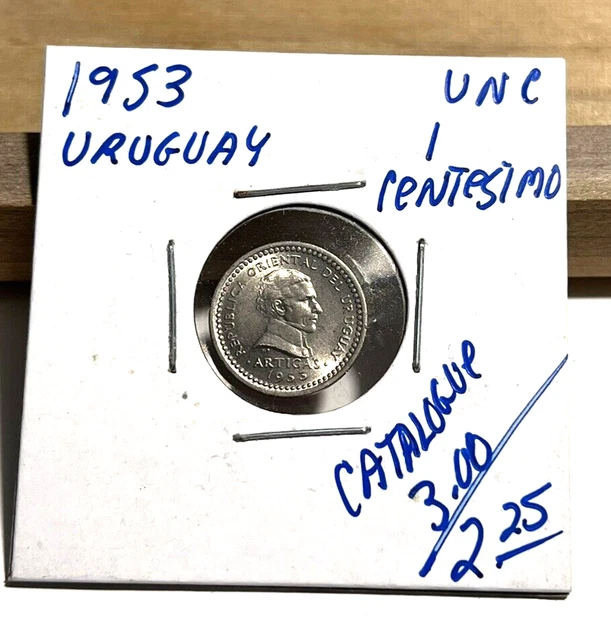 1953
URUGUAY
UNC
1
CENTESIMO
REPUBLICA ORIENTAL DEL URUGUAY
· ARTIGAS ·
1953
CATALOGUE
3.00
2.25